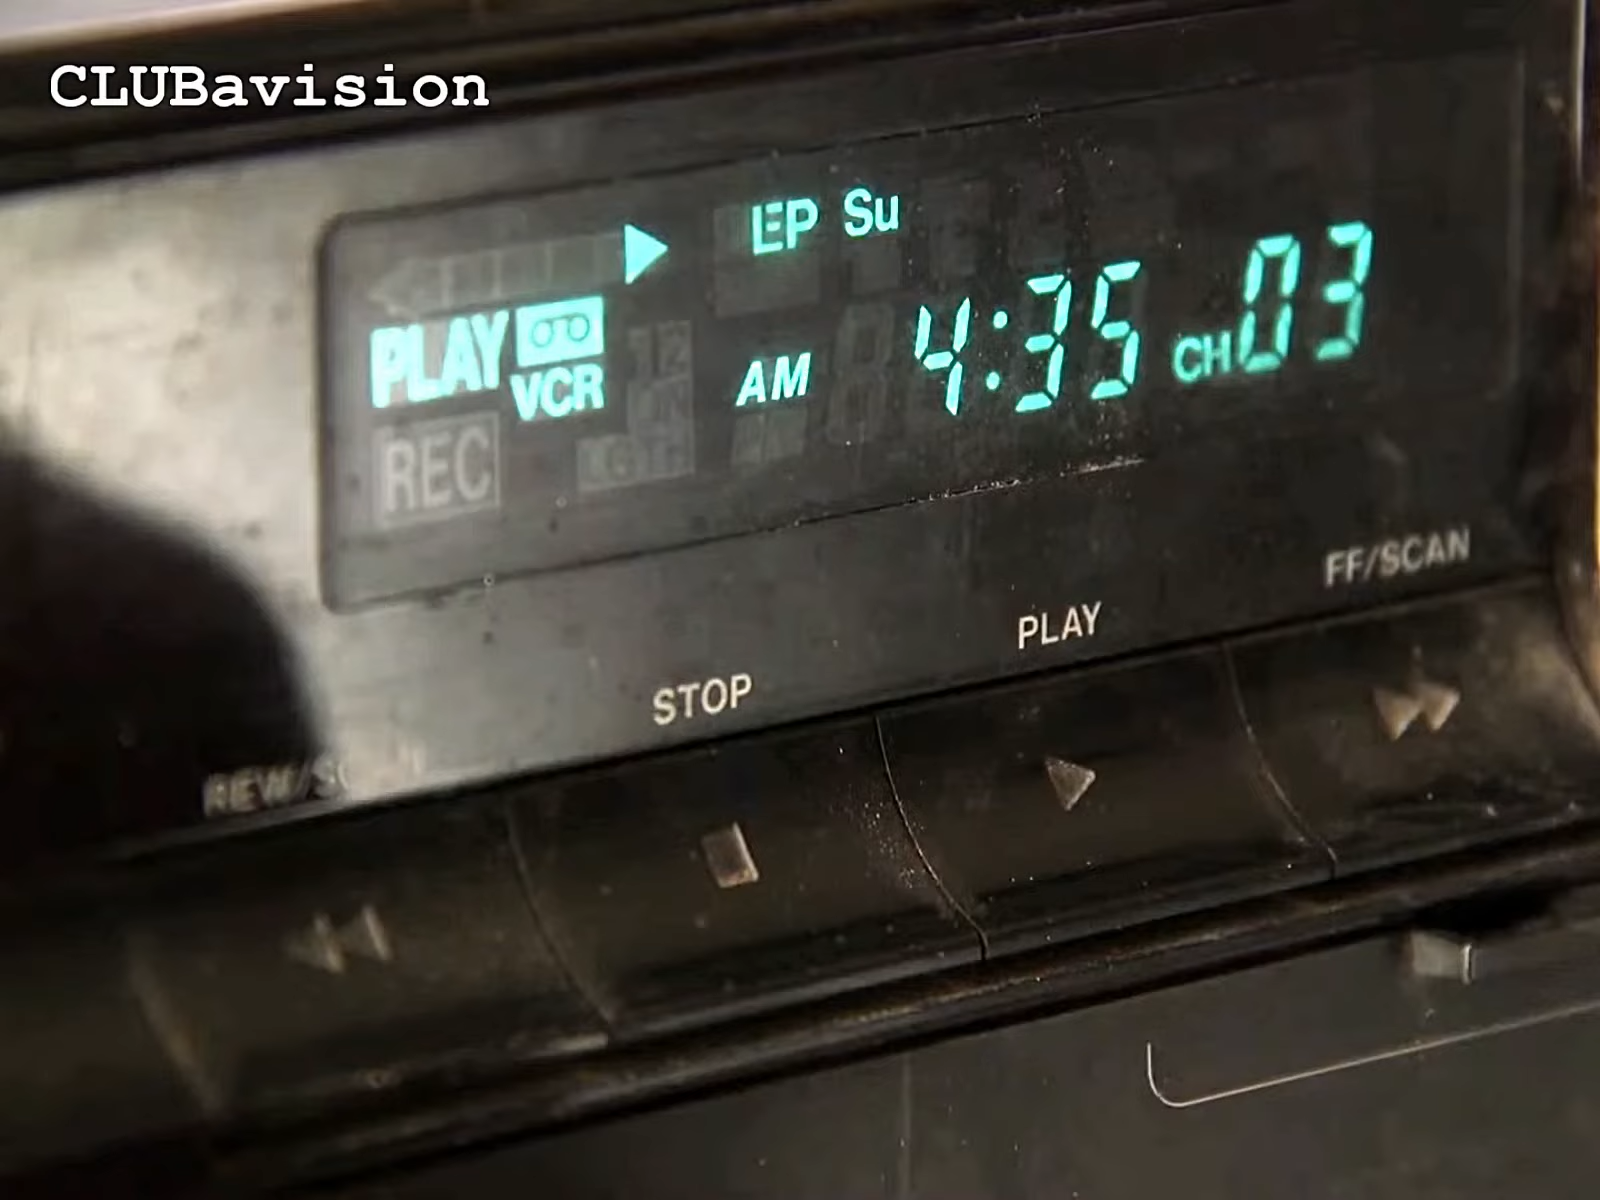 CLUBavision
EP Su
PLAY VCR
AM 4:35 CH 03
REC
FF/SCAN
PLAY
STOP